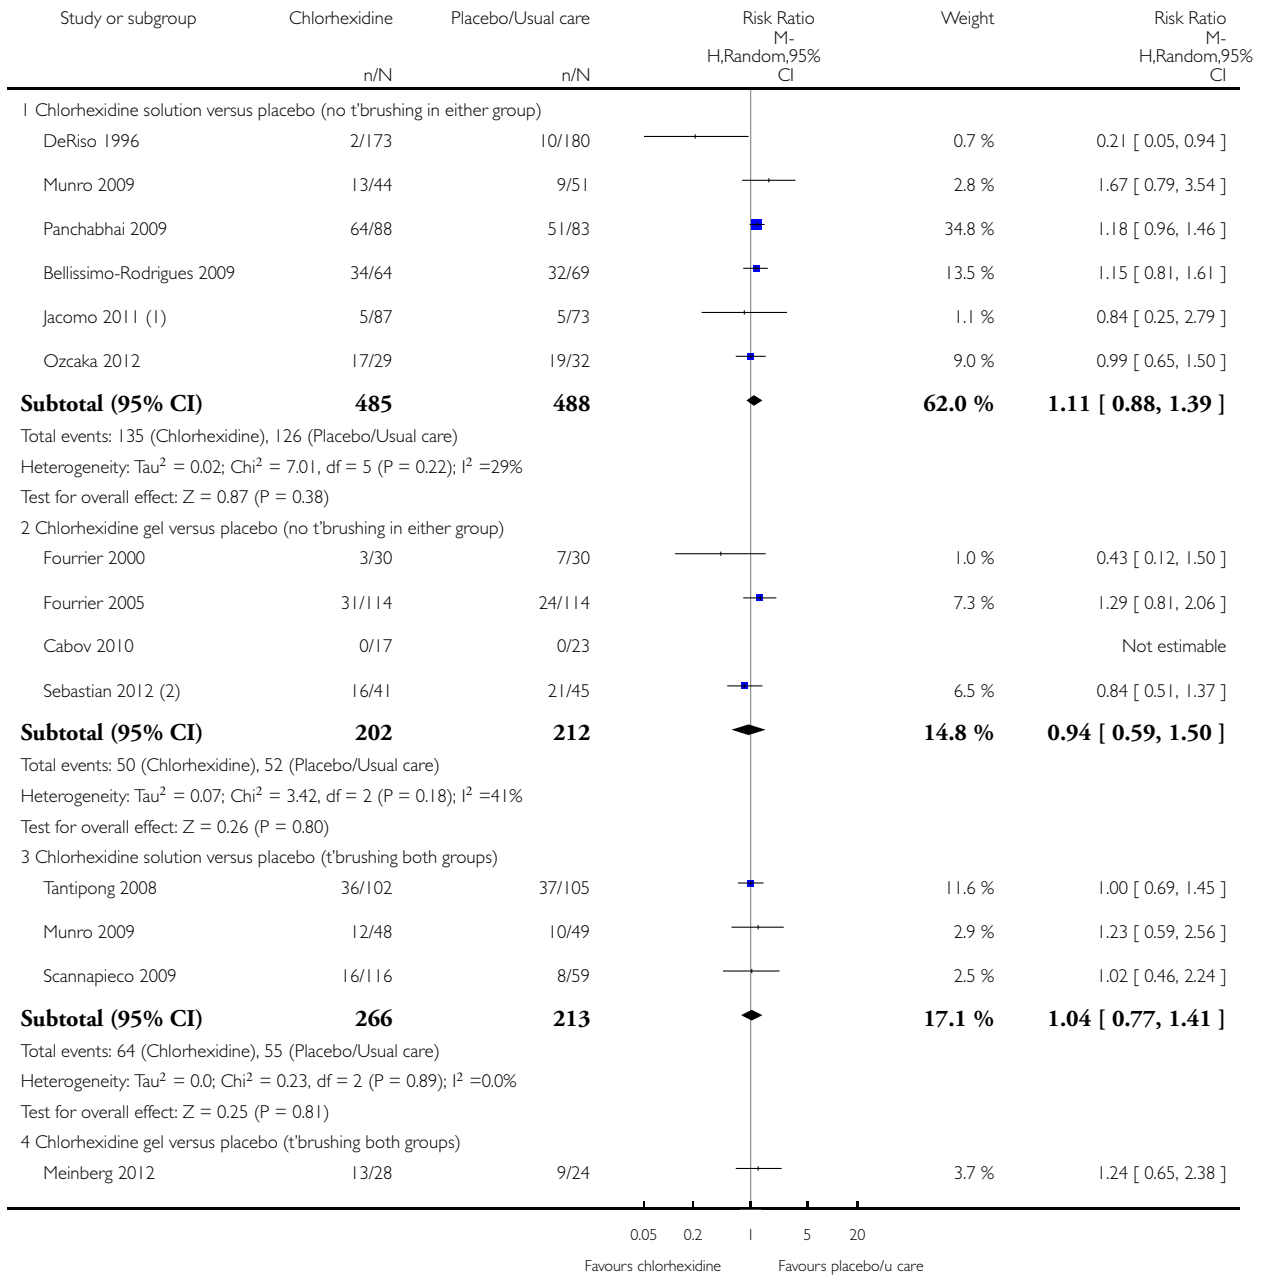 Study or subgroup Chlorhexidine Placebo/Usual care Risk Ratio Weight Risk Ratio
M- M-
H,Random,95% H,Random,95%
n/N n/N CI CI
1 Chlorhexidine solution versus placebo (no t'brushing in either group)
DeRiso 1996 2/173 10/180 0.7 % 0.21 [ 0.05, 0.94 ]
Munro 2009 13/44 9/51 2.8 % 1.67 [ 0.79, 3.54 ]
Panchabhai 2009 64/88 51/83 34.8 % 1.18 [ 0.96, 1.46 ]
Bellissimo-Rodrigues 2009 34/64 32/69 13.5 % 1.15 [ 0.81, 1.61 ]
Jacomo 2011 (1) 5/87 5/73 1.1 % 0.84 [ 0.25, 2.79 ]
Ozcaka 2012 17/29 19/32 9.0 % 0.99 [ 0.65, 1.50 ]
Subtotal (95% CI) 485 488 62.0 % 1.11 [ 0.88, 1.39 ]
Total events: 135 (Chlorhexidine), 126 (Placebo/Usual care)
Heterogeneity: Tau² = 0.02; Chi² = 7.01, df = 5 (P = 0.22); I² =29%
Test for overall effect: Z = 0.87 (P = 0.38)
2 Chlorhexidine gel versus placebo (no t'brushing in either group)
Fourrier 2000 3/30 7/30 1.0 % 0.43 [ 0.12, 1.50 ]
Fourrier 2005 31/114 24/114 7.3 % 1.29 [ 0.81, 2.06 ]
Cabov 2010 0/17 0/23 Not estimable
Sebastian 2012 (2) 16/41 21/45 6.5 % 0.84 [ 0.51, 1.37 ]
Subtotal (95% CI) 202 212 14.8 % 0.94 [ 0.59, 1.50 ]
Total events: 50 (Chlorhexidine), 52 (Placebo/Usual care)
Heterogeneity: Tau² = 0.07; Chi² = 3.42, df = 2 (P = 0.18); I² =41%
Test for overall effect: Z = 0.26 (P = 0.80)
3 Chlorhexidine solution versus placebo (t'brushing both groups)
Tantipong 2008 36/102 37/105 11.6 % 1.00 [ 0.69, 1.45 ]
Munro 2009 12/48 10/49 2.9 % 1.23 [ 0.59, 2.56 ]
Scannapieco 2009 16/116 8/59 2.5 % 1.02 [ 0.46, 2.24 ]
Subtotal (95% CI) 266 213 17.1 % 1.04 [ 0.77, 1.41 ]
Total events: 64 (Chlorhexidine), 55 (Placebo/Usual care)
Heterogeneity: Tau² = 0.0; Chi² = 0.23, df = 2 (P = 0.89); I² =0.0%
Test for overall effect: Z = 0.25 (P = 0.81)
4 Chlorhexidine gel versus placebo (t'brushing both groups)
Meinberg 2012 13/28 9/24 3.7 % 1.24 [ 0.65, 2.38 ]
0.05 0.2 1 5 20
Favours chlorhexidine Favours placebo/u care